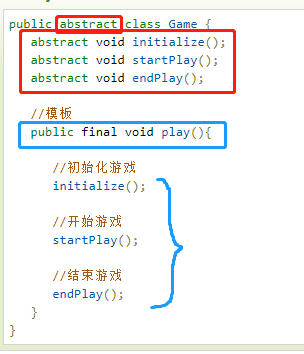 public abstract class Game {
abstract void initialize();
abstract void startPlay();
abstract void endPlay();
//模板
public final void play(){
//初始化游戏
initialize();
//开始游戏
startPlay();
//结束游戏
endPlay();
}
}